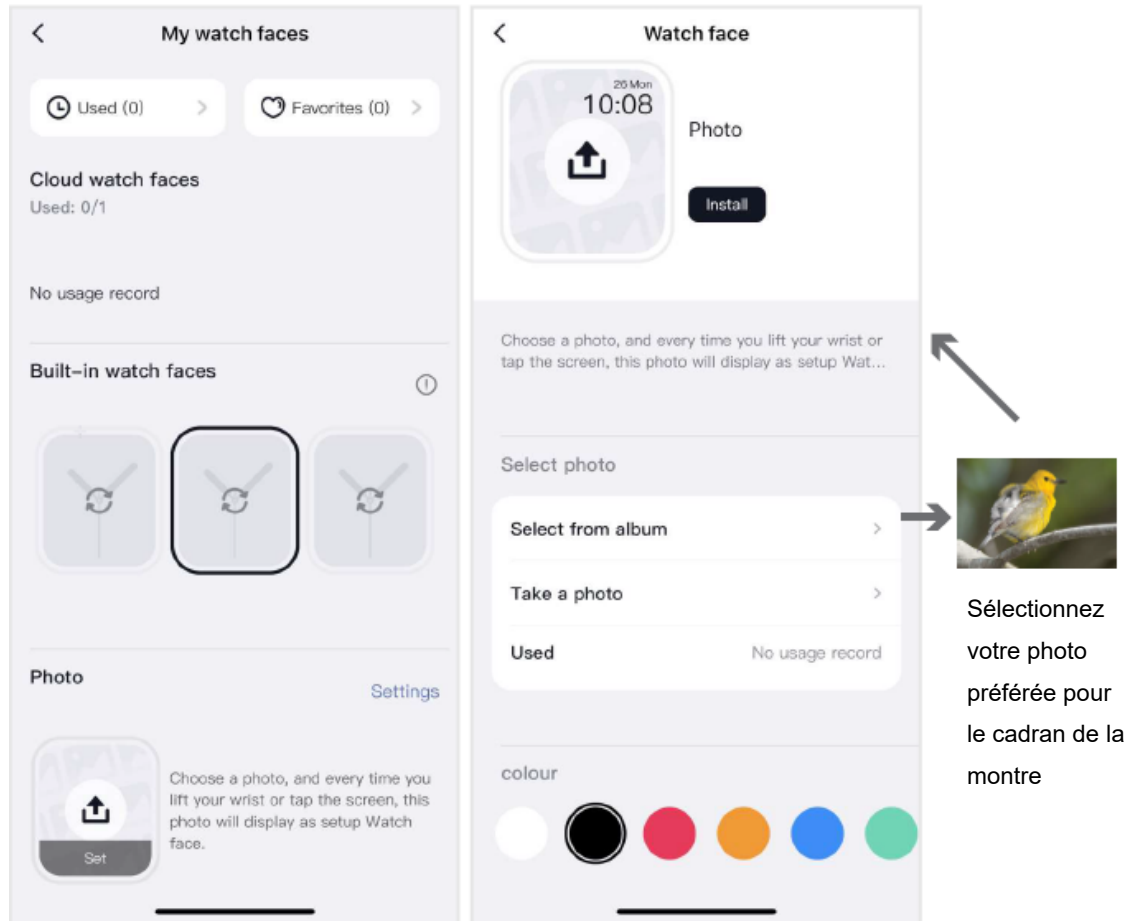 My watch faces
Used (0)
Favorites (0)
Cloud watch faces
Used: 0/1
No usage record
Built-in watch faces
Photo
Settings
Choose a photo, and every time you
lift your wrist or tap the screen, this
photo will display as setup Watch
face.
Set
Watch face
26 Mon
10:08
Photo
Install
Choose a photo, and every time you lift your wrist or
tap the screen, this photo will display as setup Wat...
Select photo
Select from album
Take a photo
Used
No usage record
colour
Sélectionnez
votre photo
préférée pour
le cadran de la
montre